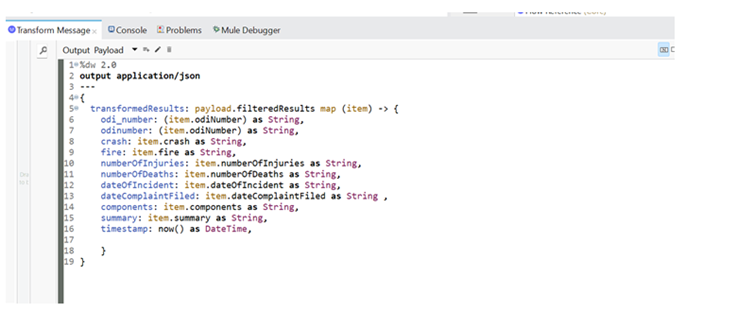 Transform Message × Console Problems Mule Debugger
Output Payload
1 %dw 2.0
2 output application/json
3 ---
4 {
5 transformedResults: payload.filteredResults map (item) -> {
6 odi_number: (item.odiNumber) as String,
7 odinumber: (item.odiNumber) as String,
8 crash: item.crash as String,
9 fire: item.fire as String,
10 numberOfInjuries: item.numberOfInjuries as String,
11 numberOfDeaths: item.numberOfDeaths as String,
12 dateOfIncident: item.dateOfIncident as String,
13 dateComplaintFiled: item.dateComplaintFiled as String ,
14 components: item.components as String,
15 summary: item.summary as String,
16 timestamp: now() as DateTime,
17
18 }
19 }